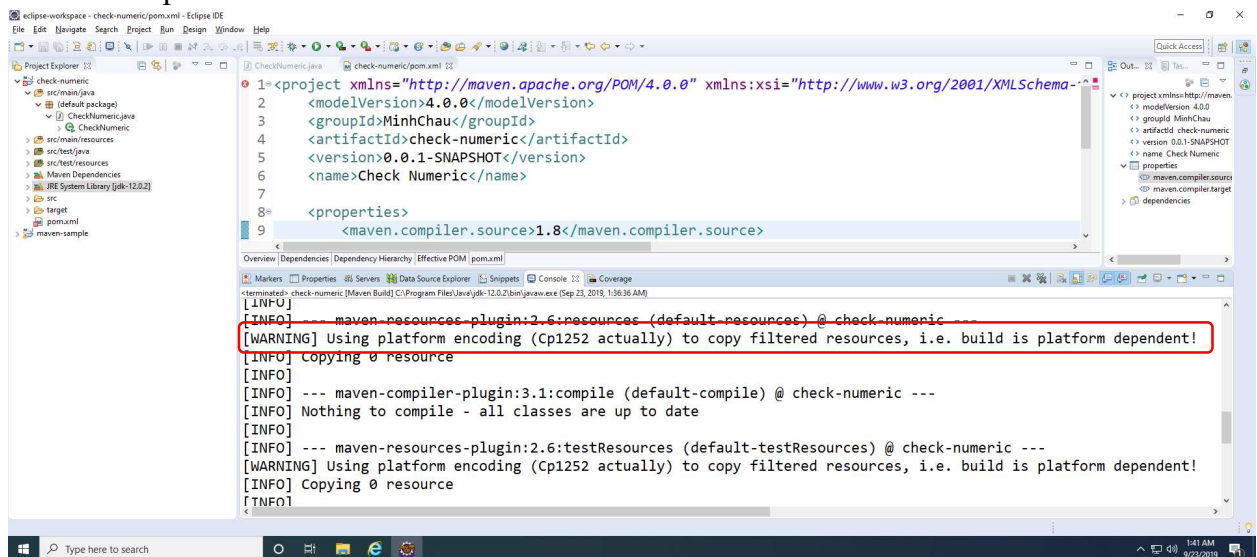 eclipse-workspace - check-numeric/pom.xml - Eclipse IDE
File Edit Navigate Search Project Run Design Window Help
Quick Access
Project Explorer
CheckNumeric.java
check-numeric/pom.xml
Out...
Tas...
check-numeric
src/main/java
(default package)
CheckNumeric.java
CheckNumeric
src/main/resources
src/test/java
src/test/resources
Maven Dependencies
JRE System Library [jdk-12.0.2]
src
target
pom.xml
maven-sample
1 <project xmlns="http://maven.apache.org/POM/4.0.0" xmlns:xsi="http://www.w3.org/2001/XMLSchema-
2 <modelVersion>4.0.0</modelVersion>
3 <groupId>MinhChau</groupId>
4 <artifactId>check-numeric</artifactId>
5 <version>0.0.1-SNAPSHOT</version>
6 <name>Check Numeric</name>
7
8 <properties>
9 <maven.compiler.source>1.8</maven.compiler.source>
Overview Dependencies Dependency Hierarchy Effective POM pom.xml
project xmlns=http://maven.
modelVersion 4.0.0
groupId MinhChau
artifactId check-numeric
version 0.0.1-SNAPSHOT
name Check Numeric
properties
maven.compiler.source
maven.compiler.target
dependencies
Markers Properties Servers Data Source Explorer Snippets Console Coverage
<terminated> check-numeric [Maven Build] C:\Program Files\Java\jdk-12.0.2\bin\javaw.exe (Sep 23, 2019, 1:36:36 AM)
[INFO]
[INFO] --- maven-resources-plugin:2.6:resources (default-resources) @ check-numeric ---
[WARNING] Using platform encoding (Cp1252 actually) to copy filtered resources, i.e. build is platform dependent!
[INFO] Copying 0 resource
[INFO]
[INFO] --- maven-compiler-plugin:3.1:compile (default-compile) @ check-numeric ---
[INFO] Nothing to compile - all classes are up to date
[INFO]
[INFO] --- maven-resources-plugin:2.6:testResources (default-testResources) @ check-numeric ---
[WARNING] Using platform encoding (Cp1252 actually) to copy filtered resources, i.e. build is platform dependent!
[INFO] Copying 0 resource
[INFO]
Type here to search
1:41 AM
9/23/2019